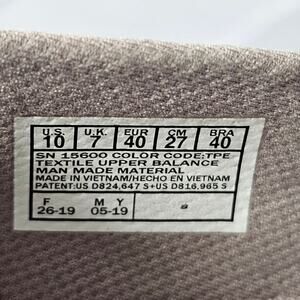 U.S. U.K. EUR CM BRA
10 7 40 27 40
SN 15600 COLOR CODE:TPE
TEXTILE UPPER BALANCE
MAN MADE MATERIAL
MADE IN VIETNAM/HECHO EN VIETNAM
PATENT:US D824,647 S+US D816,965 S
F M Y
26-19 05-19